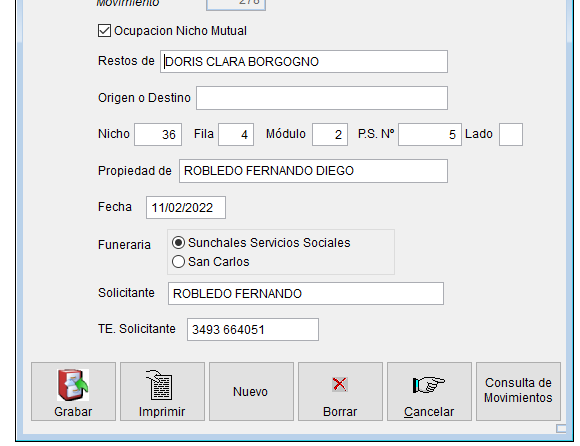 Movimiento 278
Ocupacion Nicho Mutual
Restos de DORIS CLARA BORGOGNO
Origen o Destino
Nicho 36 Fila 4 Módulo 2 P.S. Nº 5 Lado
Propiedad de ROBLEDO FERNANDO DIEGO
Fecha 11/02/2022
Funeraria Sunchales Servicios Sociales
San Carlos
Solicitante ROBLEDO FERNANDO
TE. Solicitante 3493 664051
Grabar Imprimir Nuevo Borrar Cancelar Consulta de
Movimientos